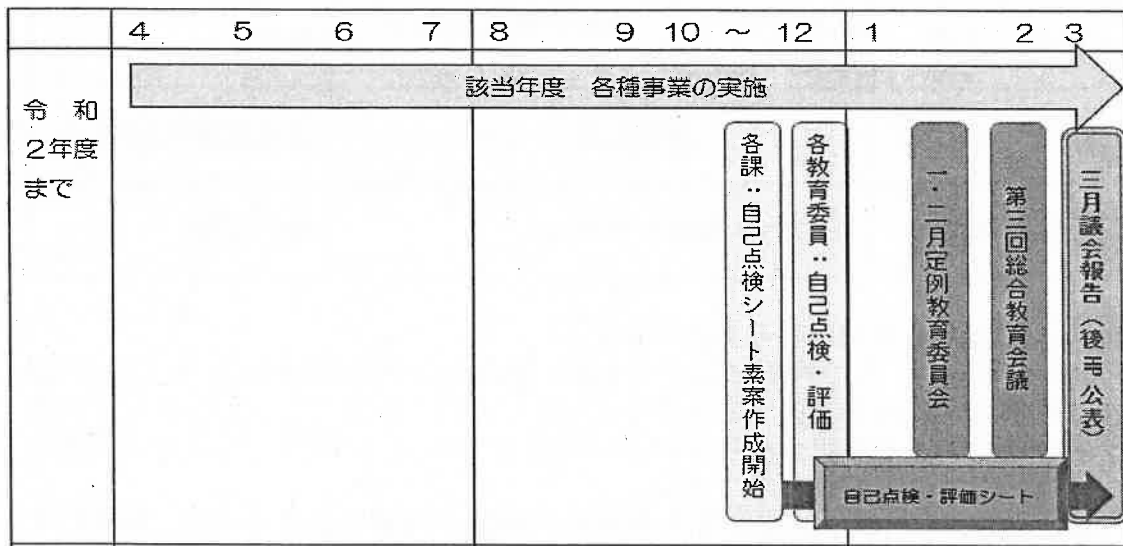 4 5 6 7 8 9 10 ～ 12 1 2 3
令和
2年度
まで
該当年度 各種事業の実施
各課：自己点検シート素案作成開始
各教育委員：自己点検・評価
一・二月定例教育委員会
第三回総合教育会議
三月議会報告（後HP公表）
自己点検・評価シート